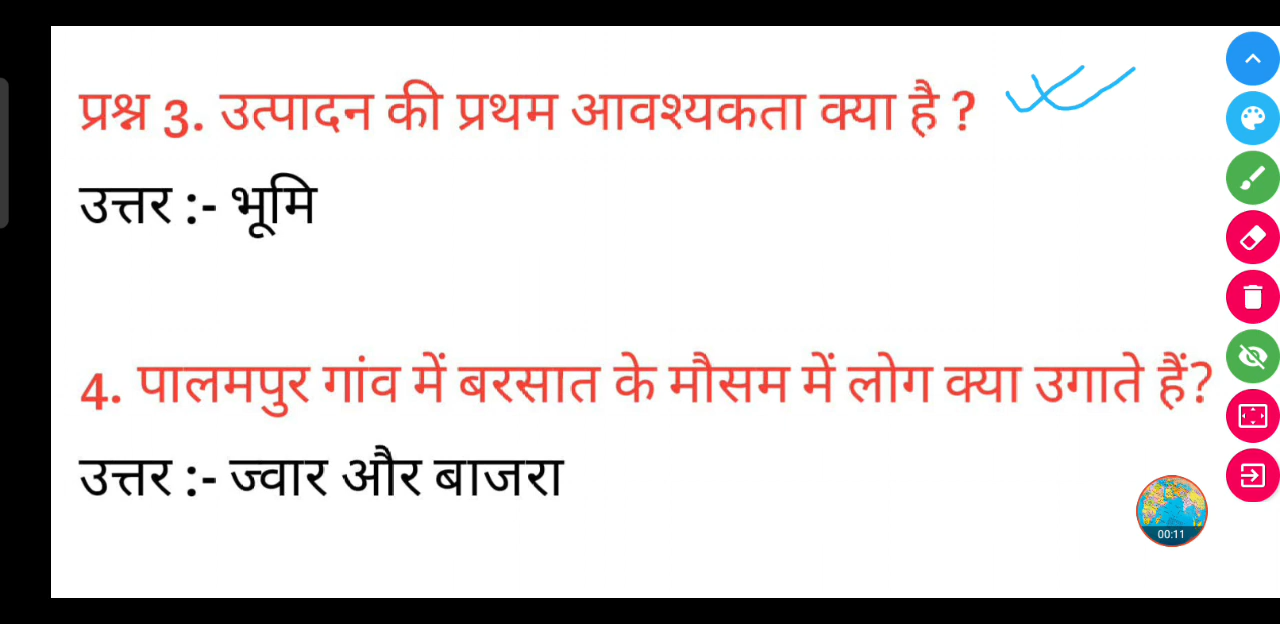 प्रश्न 3. उत्पादन की प्रथम आवश्यकता क्या है ?
उत्तर :- भूमि
4. पालमपुर गांव में बरसात के मौसम में लोग क्या उगाते हैं?
उत्तर :- ज्वार और बाजरा
00:11